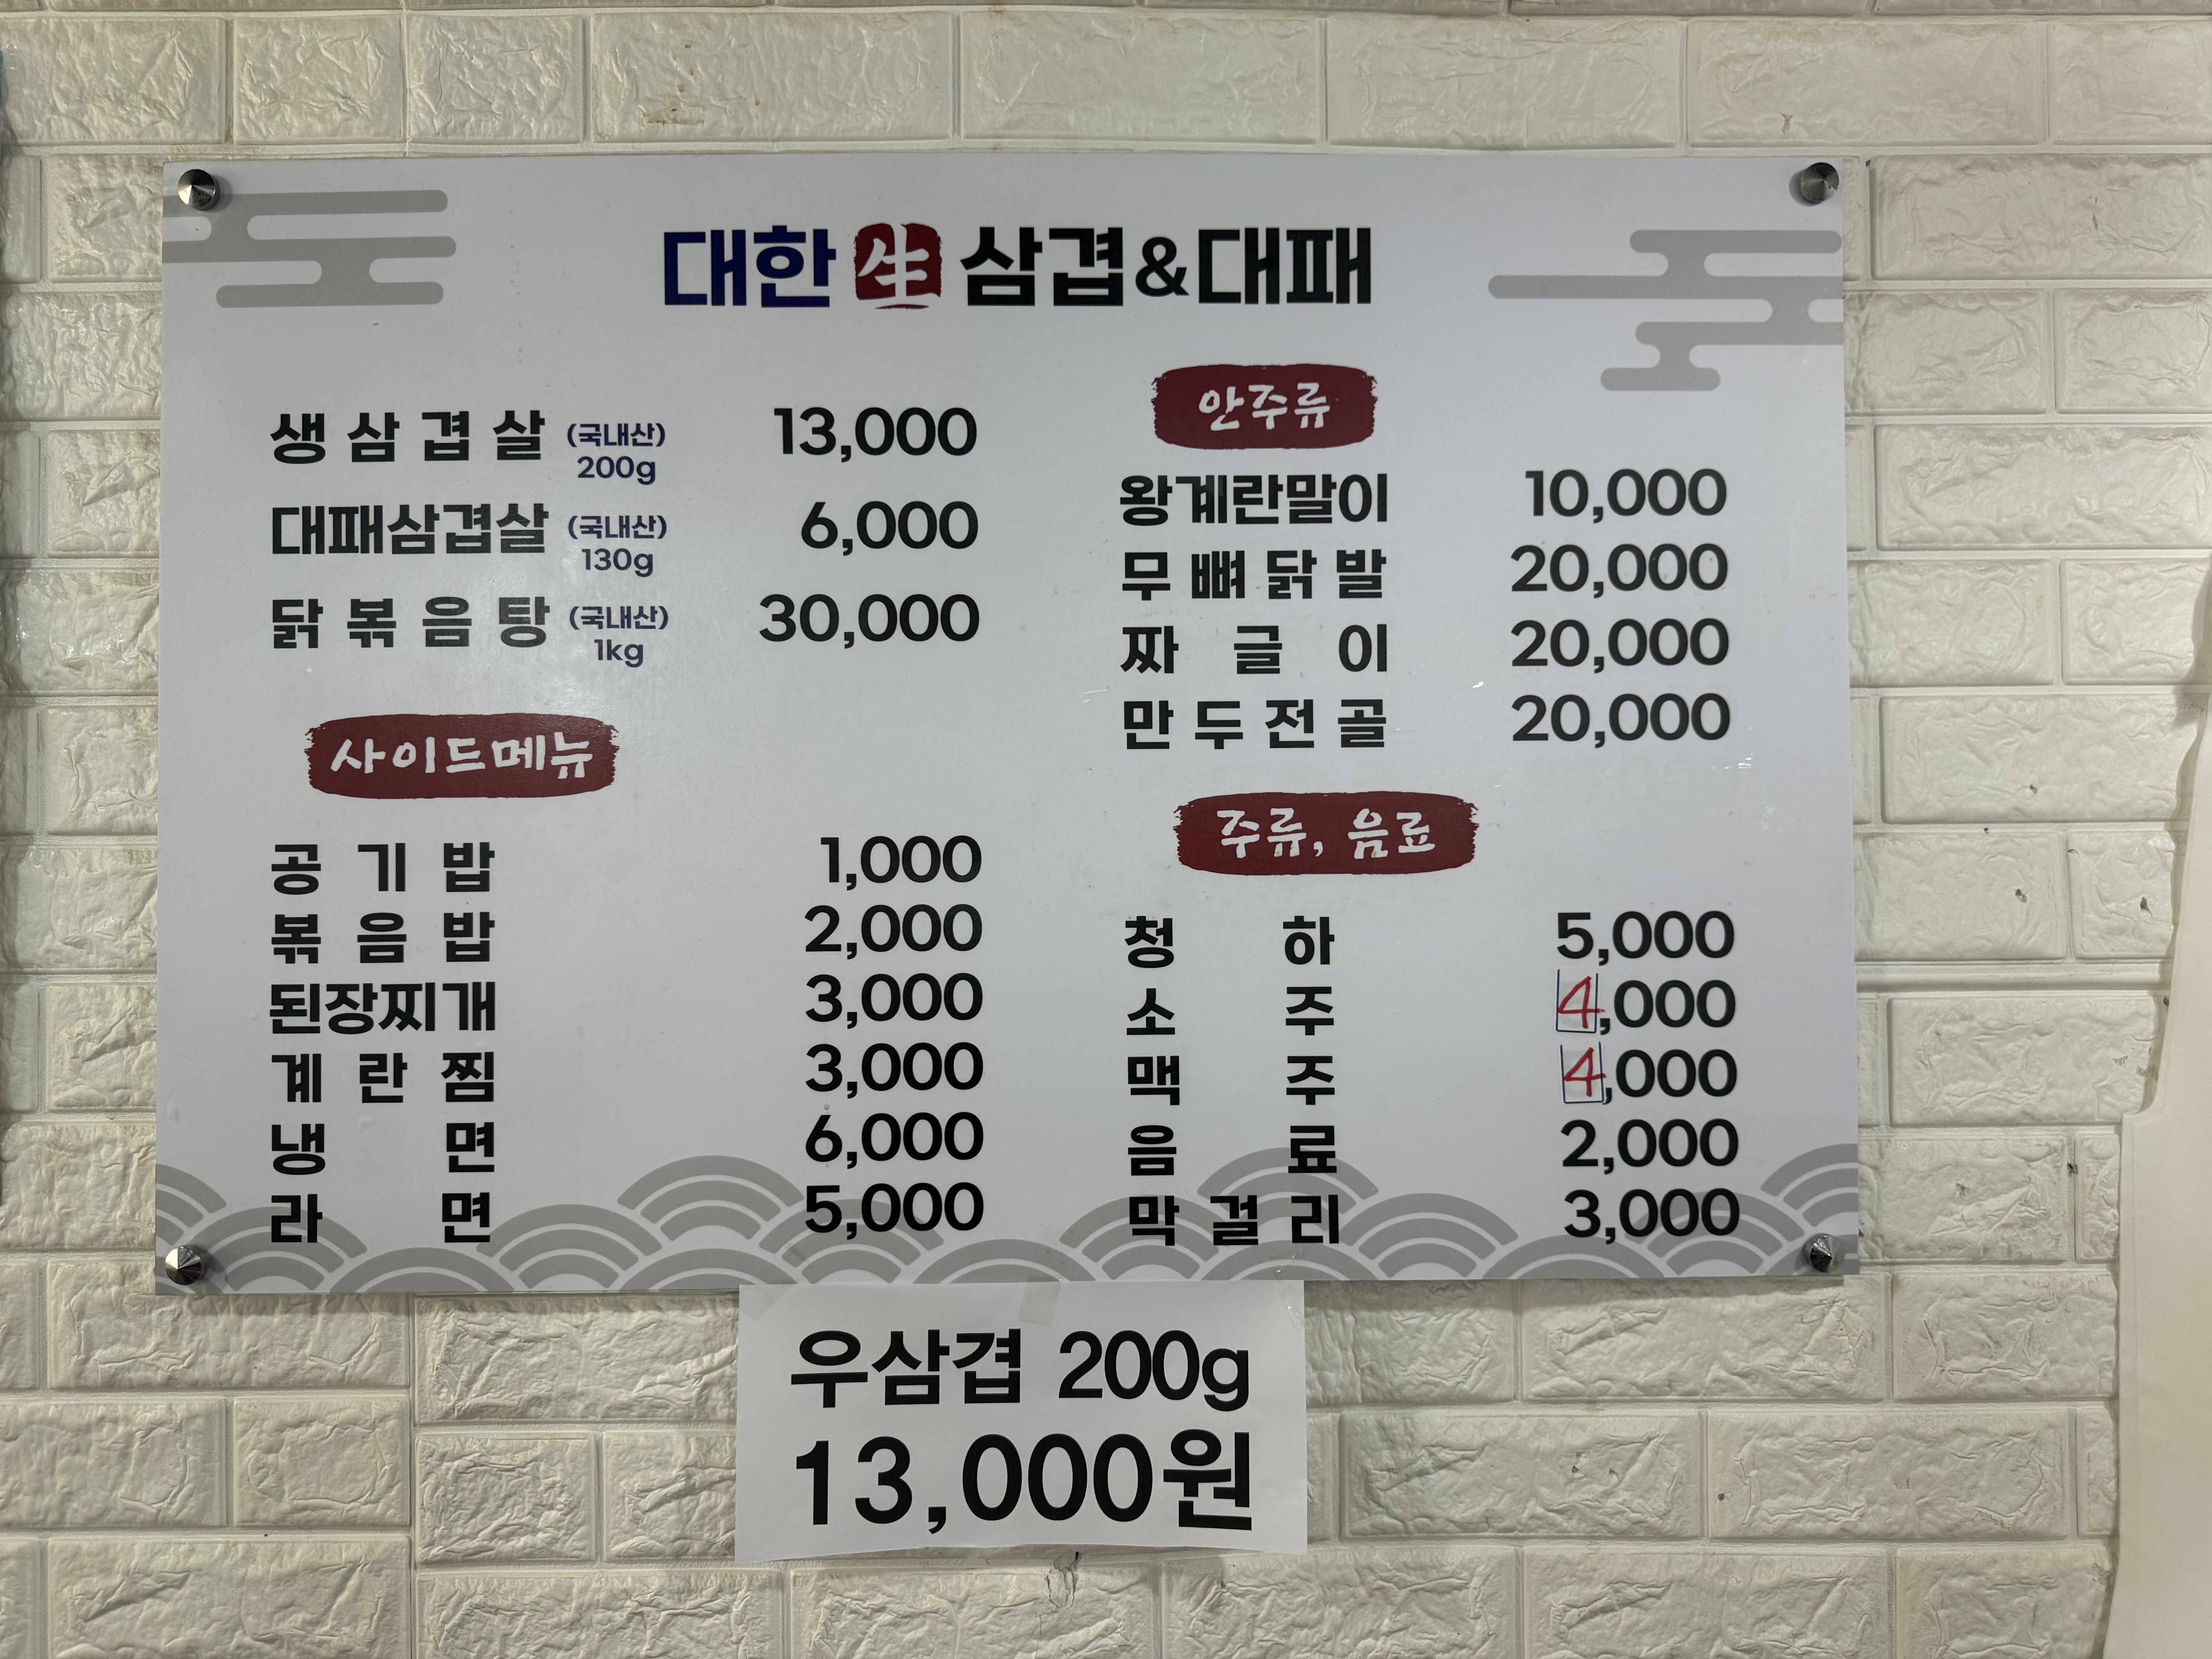 대한生삼겹&대패
생삼겹살 (국내산) 200g 13,000
대패삼겹살 (국내산) 130g 6,000
닭볶음탕 (국내산) 1kg 30,000
사이드메뉴
공기밥 1,000
볶음밥 2,000
된장찌개 3,000
계란찜 3,000
냉면 6,000
라면 5,000
안주류
왕계란말이 10,000
무뼈닭발 20,000
짜글이 20,000
만두전골 20,000
주류, 음료
청하 5,000
소주 4,000
맥주 4,000
음료 2,000
막걸리 3,000
우삼겹 200g
13,000원